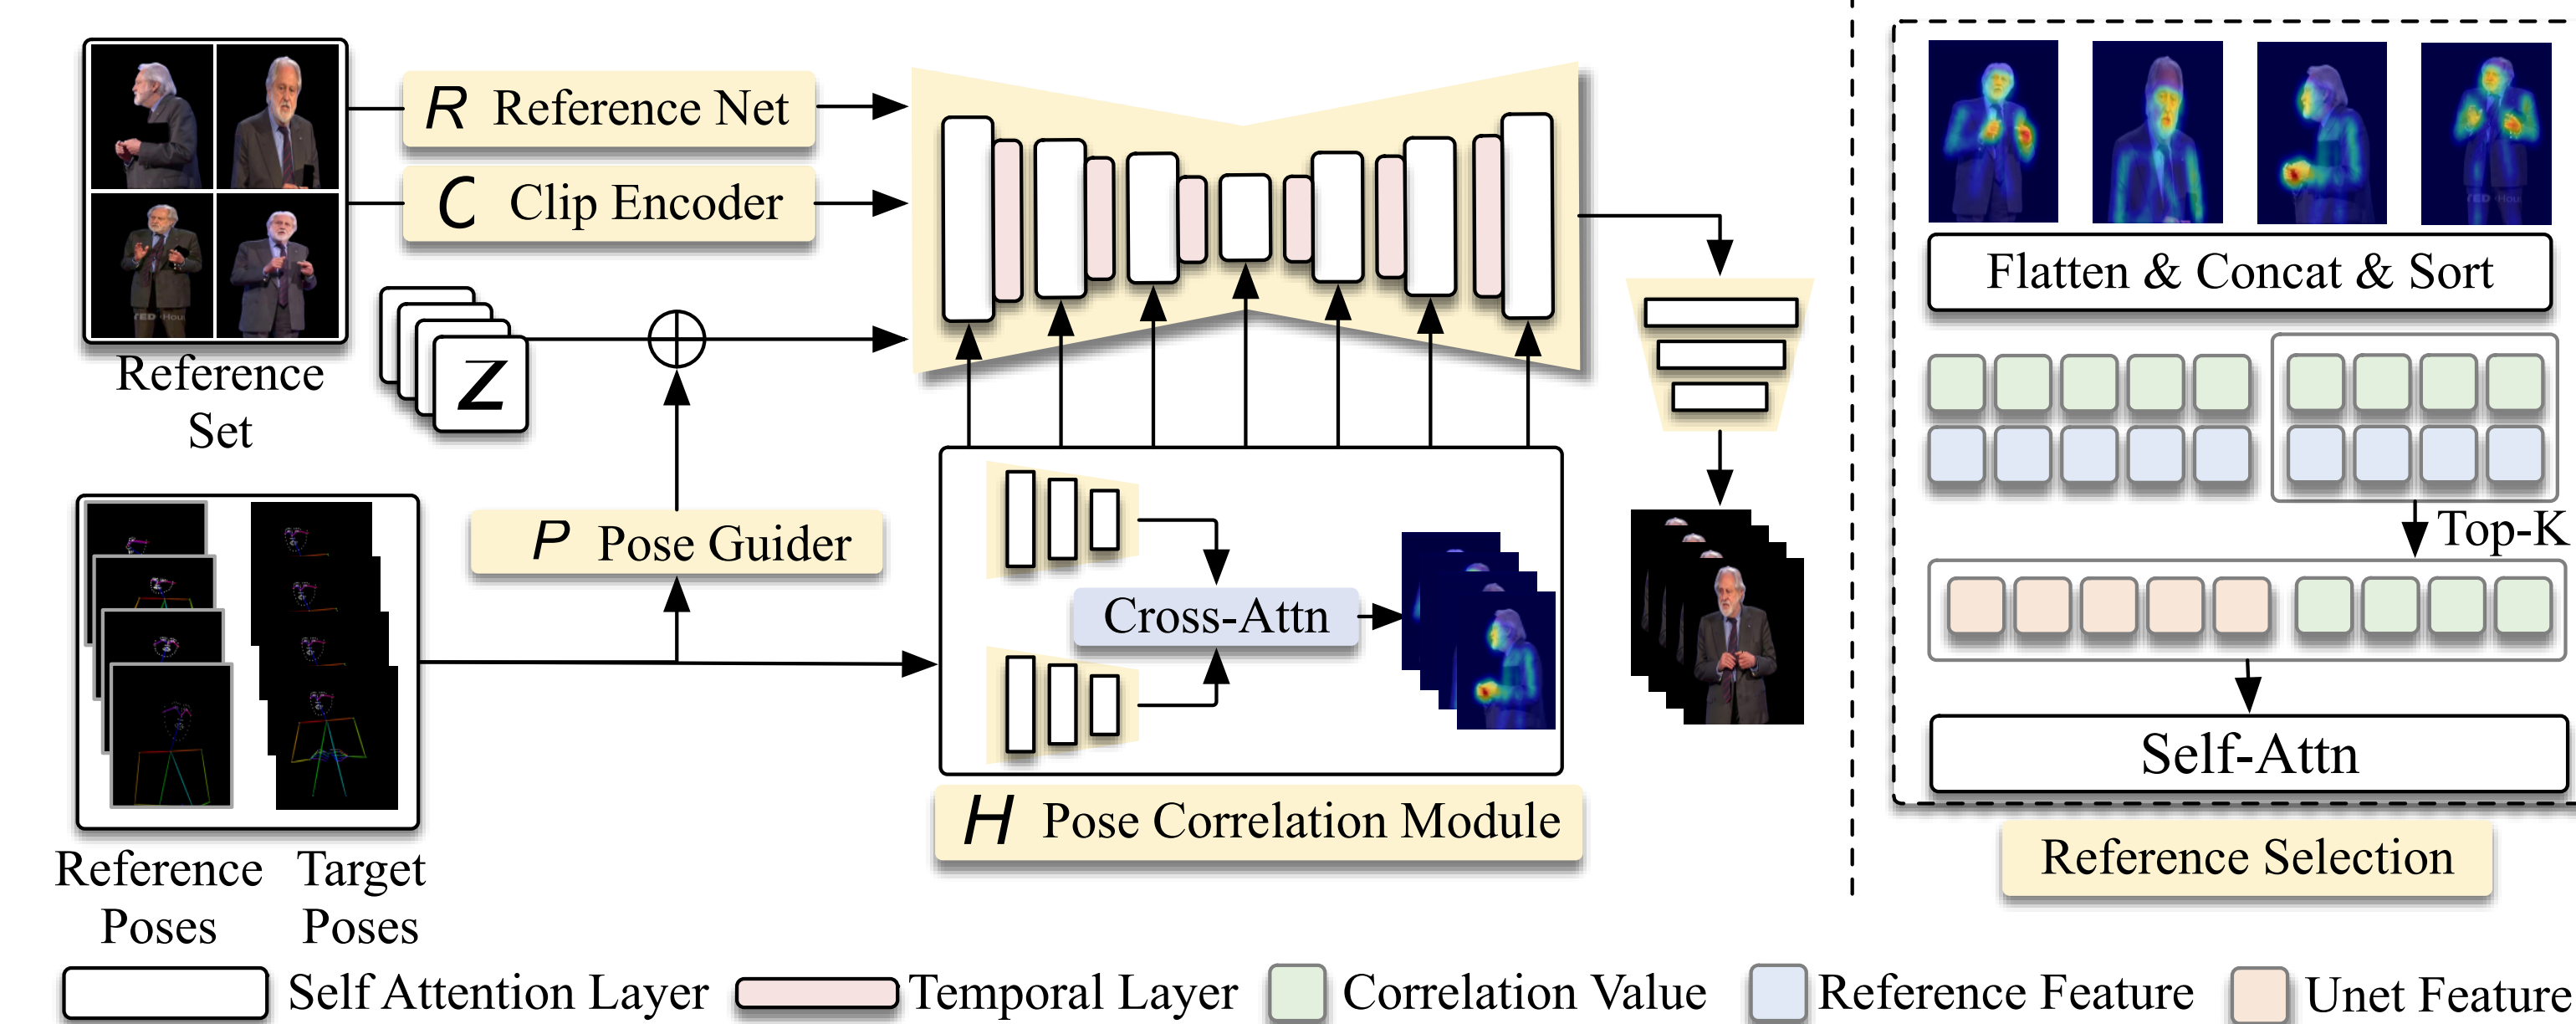 R Reference Net
C Clip Encoder
Reference
Set
Z
P Pose Guider
Cross-Attn
H Pose Correlation Module
Reference
Poses
Target
Poses
Flatten & Concat & Sort
Top-K
Self-Attn
Reference Selection
Self Attention Layer
Temporal Layer
Correlation Value
Reference Feature
Unet Feature